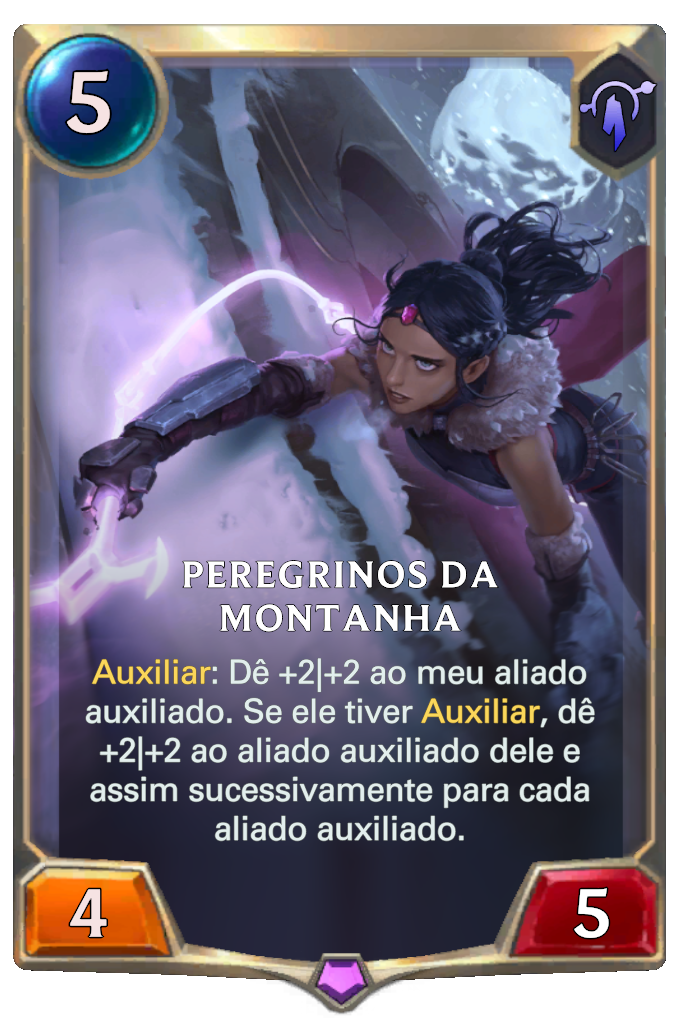 5
PEREGRINOS DA
MONTANHA
Auxiliar: Dê +2|+2 ao meu aliado
auxiliado. Se ele tiver Auxiliar, dê
+2|+2 ao aliado auxiliado dele e
assim sucessivamente para cada
aliado auxiliado.
4
5